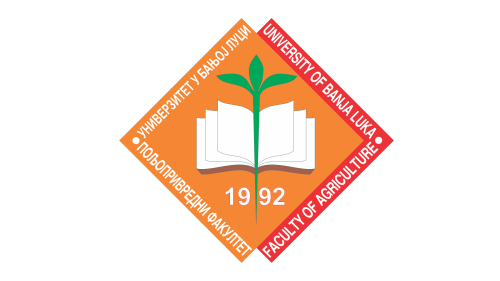 УНИВЕРЗИТЕТ У БАЊОЈ ЛУЦИ
UNIVERSITY OF BANJA LUKA
ПОЉОПРИВРЕДНИ ФАКУЛТЕТ
FACULTY OF AGRICULTURE
1992